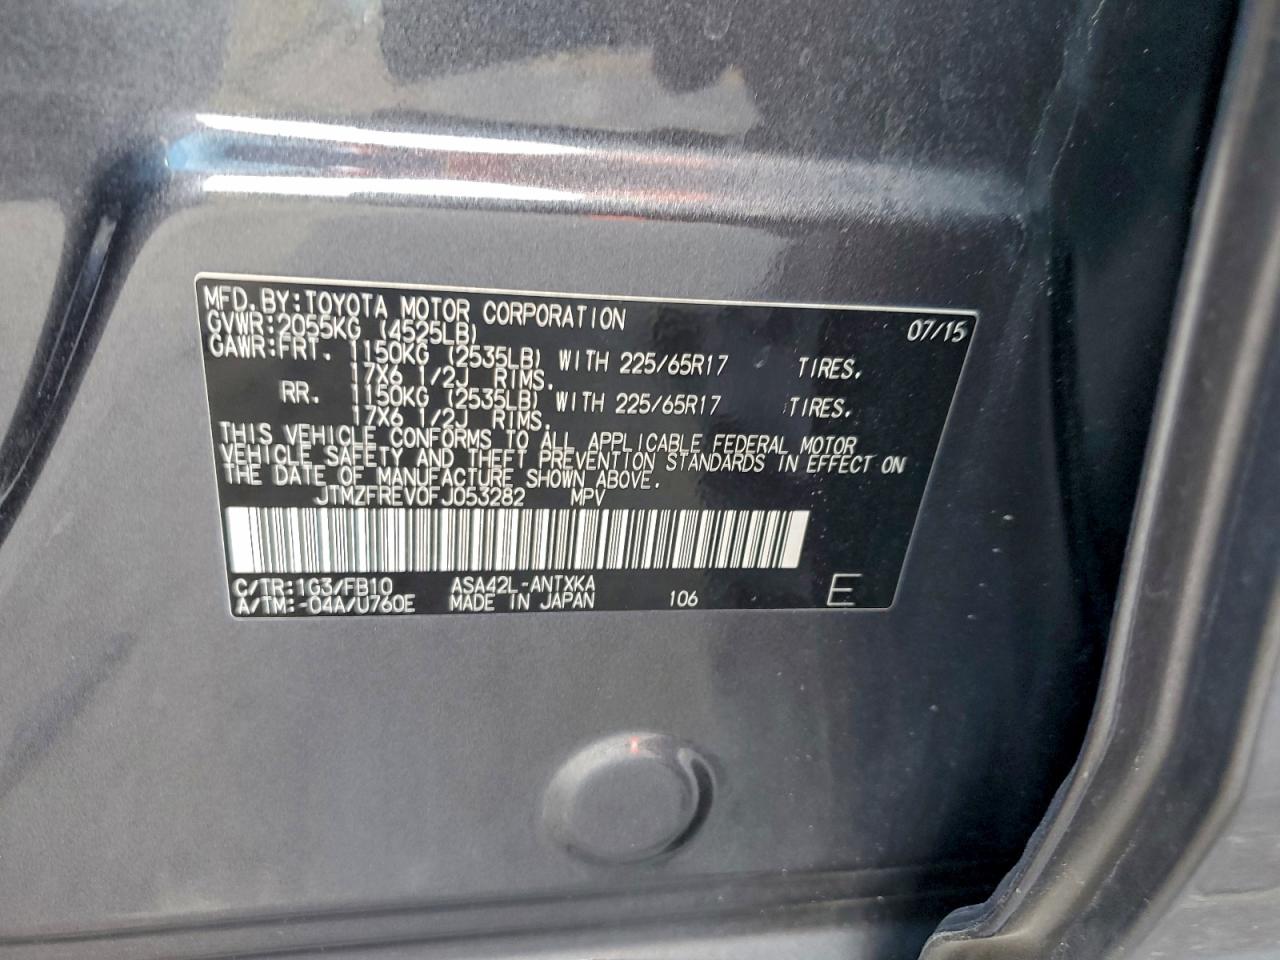 MFD.BY:TOYOTA MOTOR CORPORATION 07/15
GVWR:2055KG (4525LB)
GAWR:FRT. 1150KG (2535LB) WITH 225/65R17 TIRES.
17X6 1/2J RIMS.
RR. 1150KG (2535LB) WITH 225/65R17 TIRES.
17X6 1/2J RIMS.
THIS VEHICLE CONFORMS TO ALL APPLICABLE FEDERAL MOTOR
VEHICLE SAFETY AND THEFT PREVENTION STANDARDS IN EFFECT ON
THE DATE OF MANUFACTURE SHOWN ABOVE.
JTMZFREV0FJ053282 MPV
C/TR:1G3/FB10 ASA42L-ANTXKA
A/TM:-04A/U760E MADE IN JAPAN 106 E